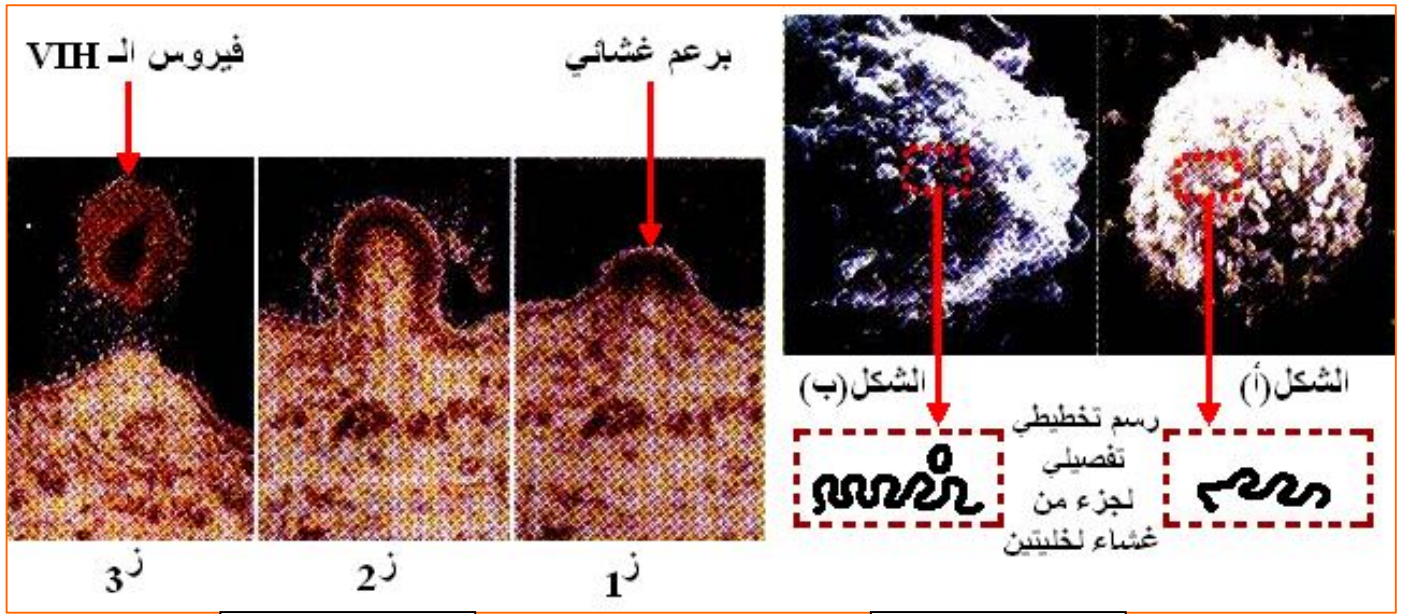 برعم غشائي
فيروس الـ VIH
الشكل(أ)
الشكل(ب)
رسم تخطيطي
تفصيلي
لجزء من
غشاء لخليتين
ز1
ز2
ز3